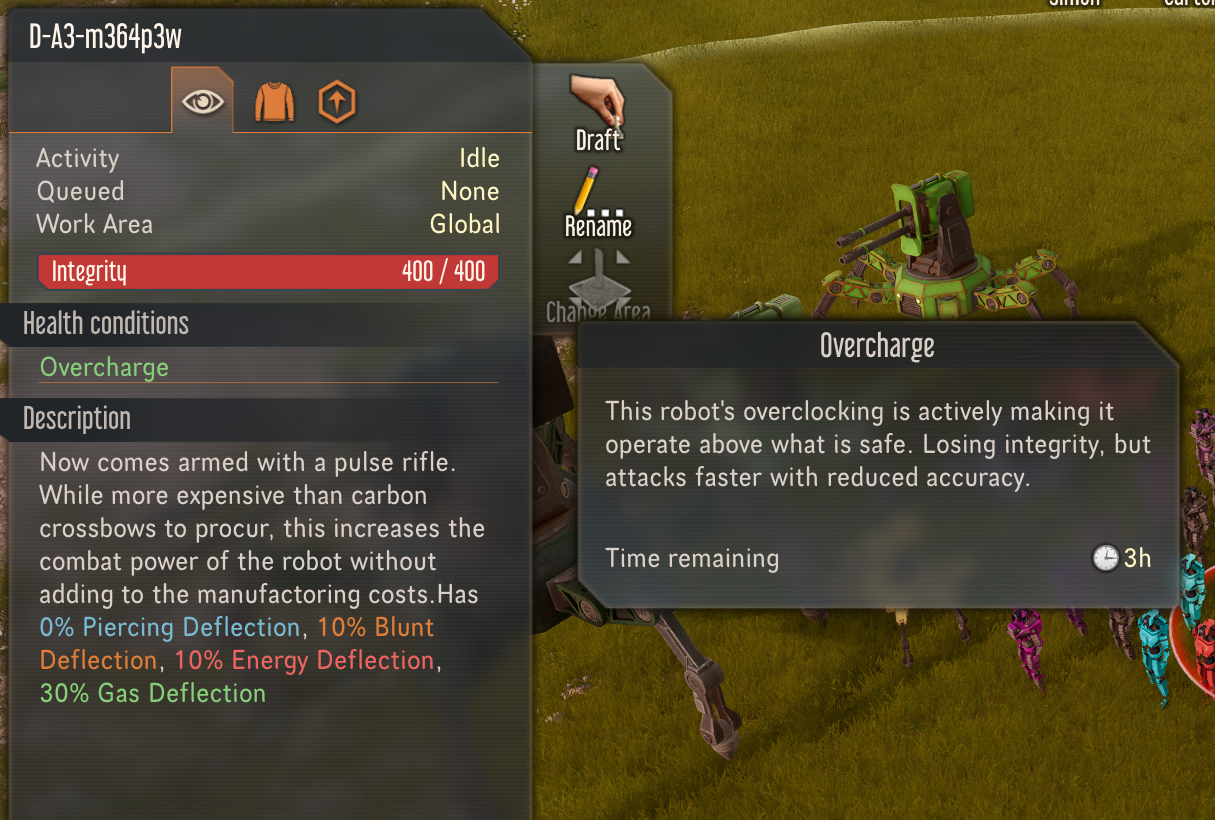 D-A3-m364p3w
Activity Idle
Queued None
Work Area Global
Integrity 400 / 400
Health conditions
Overcharge
Description
Now comes armed with a pulse rifle.
While more expensive than carbon
crossbows to procur, this increases the
combat power of the robot without
adding to the manufactoring costs.Has
0% Piercing Deflection, 10% Blunt
Deflection, 10% Energy Deflection,
30% Gas Deflection
Draft
Rename
Change Area
Overcharge
This robot's overclocking is actively making it
operate above what is safe. Losing integrity, but
attacks faster with reduced accuracy.
Time remaining 3h